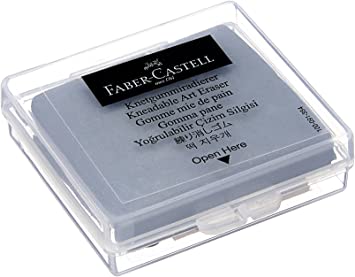 FABER-CASTELL
since 1761
Knetgummiradierer
Kneadable Art Eraser
Gomme mie de pain
Gomma pane
Yoğrulabilir Çizim Silgisi
練り消しゴム
떡 지우개
Open Here